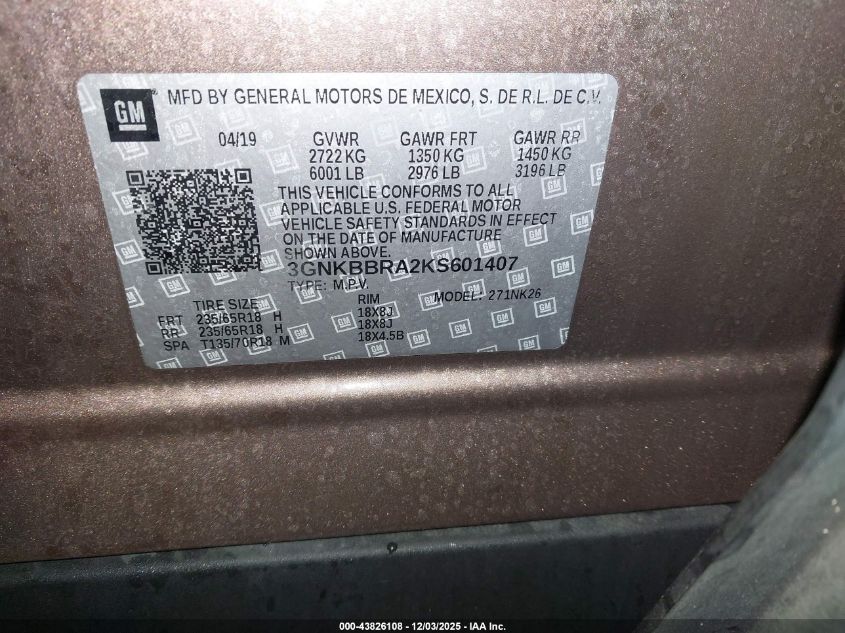 GM MFD BY GENERAL MOTORS DE MEXICO, S. DE R.L. DE C.V.
04/19 GVWR GAWR FRT GAWR RR
2722 KG 1350 KG 1450 KG
6001 LB 2976 LB 3196 LB
THIS VEHICLE CONFORMS TO ALL
APPLICABLE U.S. FEDERAL MOTOR
VEHICLE SAFETY STANDARDS IN EFFECT
ON THE DATE OF MANUFACTURE
SHOWN ABOVE.
3GNKBBRA2KS601407
TYPE: M.P.V. MODEL: 271NK26
TIRE SIZE RIM
FRT 235/65R18 H 18X8J
RR 235/65R18 H 18X8J
SPA T135/70R18 M 18X4.5B
000-43826108 - 12/03/2025 - IAA Inc.